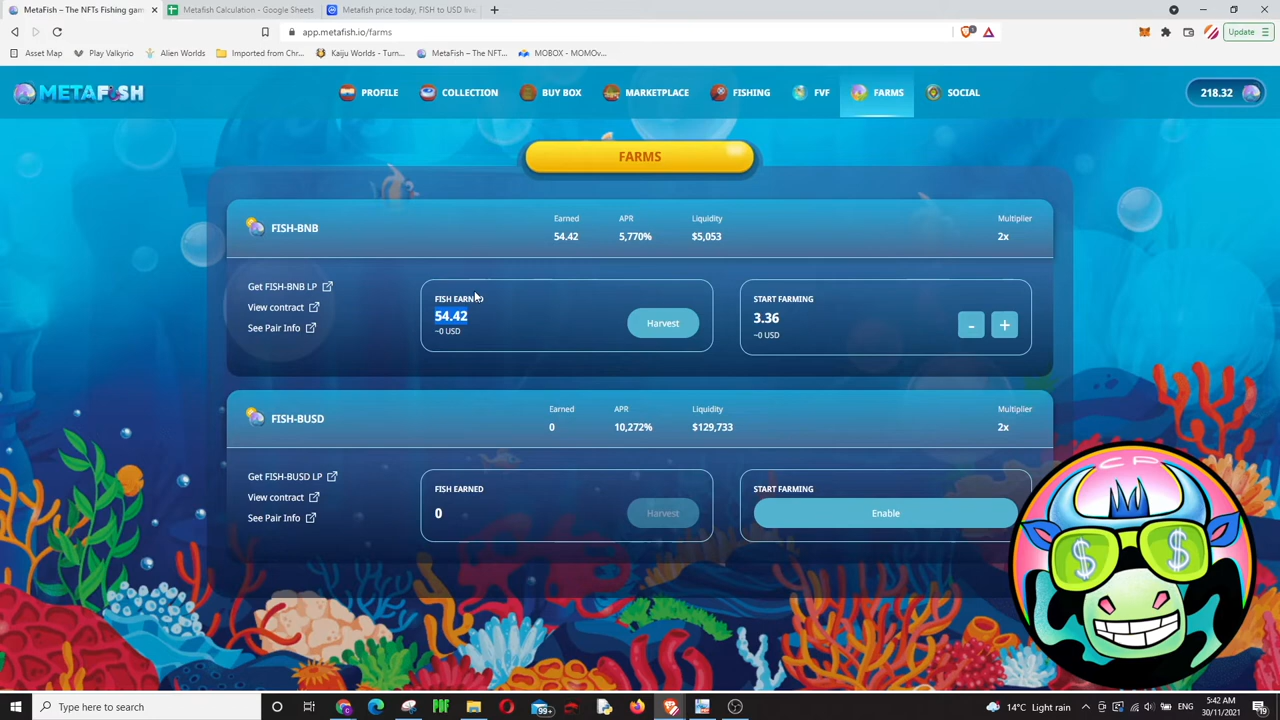 MetaFish – The NFTs Fishing gam
Metafish Calculation - Google Sheets
Metafish price today, FISH to USD live
app.metafish.io/farms
Update
Asset Map
Play Valkyrio
Alien Worlds
Imported from Chr...
Kaiju Worlds - Turn...
MetaFish – The NFT...
MOBOX - MOMOv...
METAFISH
PROFILE
COLLECTION
BUY BOX
MARKETPLACE
FISHING
FVF
FARMS
SOCIAL
218.32
FARMS
FISH-BNB
Earned
54.42
APR
5,770%
Liquidity
$5,053
Multiplier
2x
Get FISH-BNB LP
View contract
See Pair Info
FISH EARNED
54.42
~0 USD
Harvest
START FARMING
3.36
~0 USD
-
+
FISH-BUSD
Earned
0
APR
10,272%
Liquidity
$129,733
Multiplier
2x
Get FISH-BUSD LP
View contract
See Pair Info
FISH EARNED
0
Harvest
START FARMING
Enable
CP
$ $
Type here to search
99+
14°C Light rain
ENG
5:42 AM
30/11/2021
19